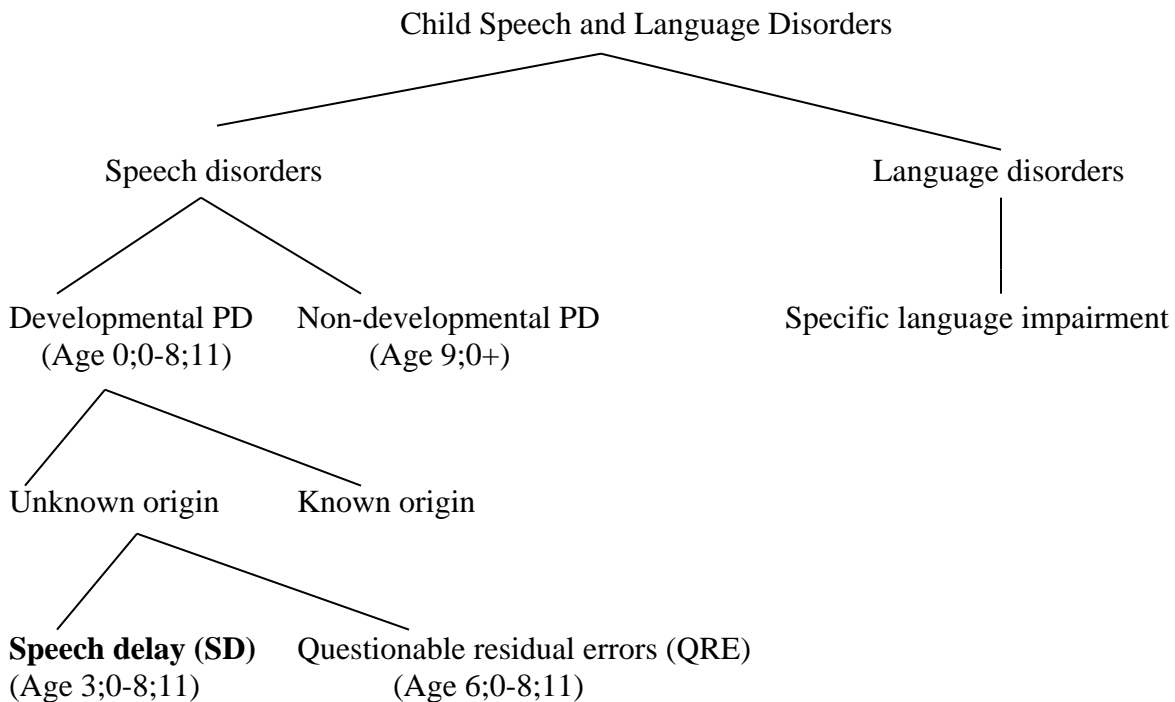 Child Speech and Language Disorders
Speech disorders
Language disorders
Developmental PD
(Age 0;0-8;11)
Non-developmental PD
(Age 9;0+)
Specific language impairment
Unknown origin
Known origin
Speech delay (SD)
(Age 3;0-8;11)
Questionable residual errors (QRE)
(Age 6;0-8;11)